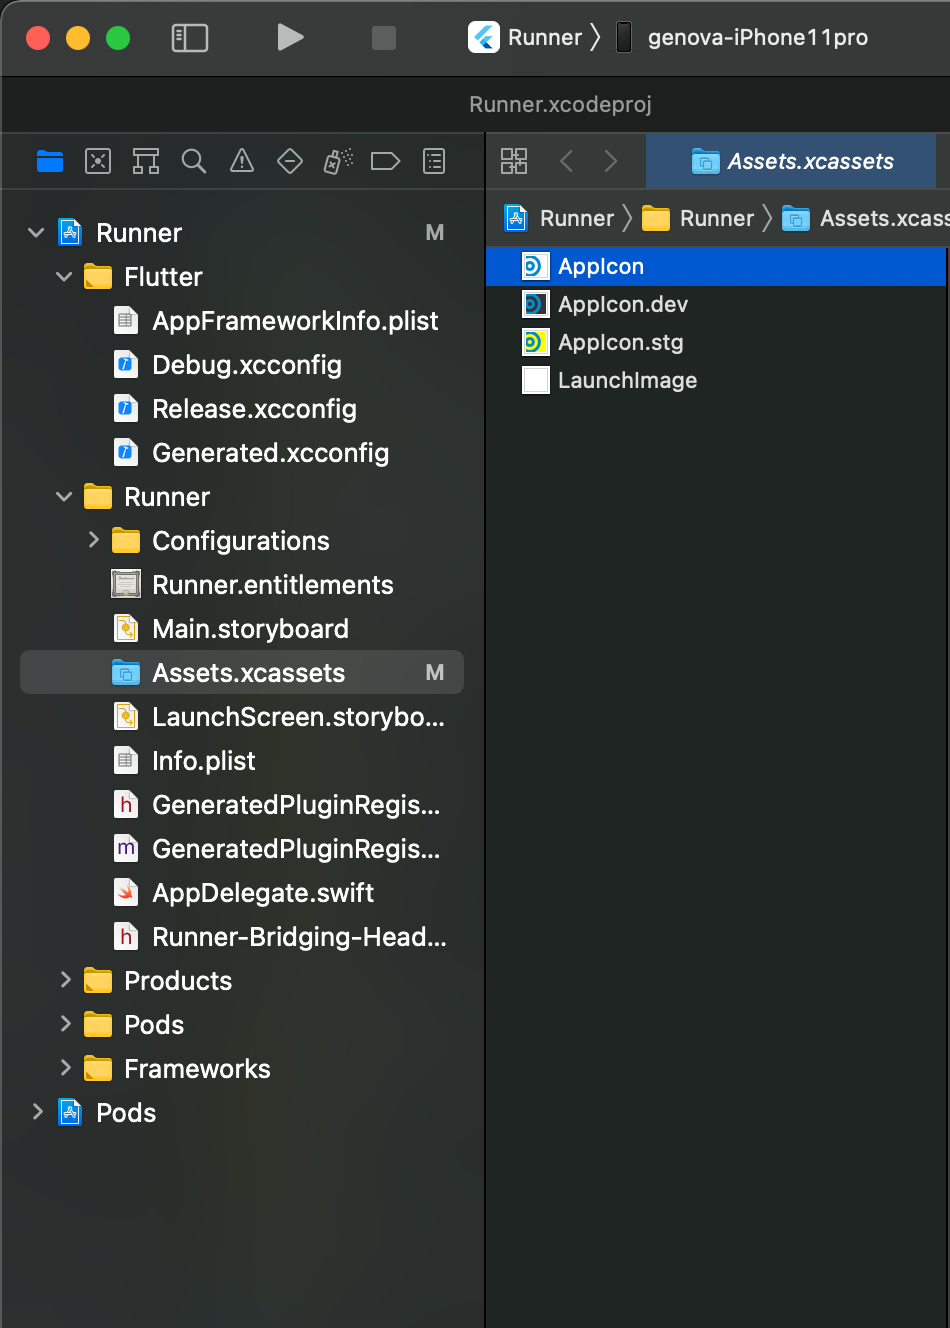 Runner
genova-iPhone11pro
Runner.xcodeproj
Runner M
Flutter
AppFrameworkInfo.plist
Debug.xcconfig
Release.xcconfig
Generated.xcconfig
Runner
Configurations
Runner.entitlements
Main.storyboard
Assets.xcassets M
LaunchScreen.storybo...
Info.plist
h GeneratedPluginRegis...
m GeneratedPluginRegis...
AppDelegate.swift
h Runner-Bridging-Head...
Products
Pods
Frameworks
Pods
Assets.xcassets
Runner Runner Assets.xcass
AppIcon
AppIcon.dev
AppIcon.stg
LaunchImage